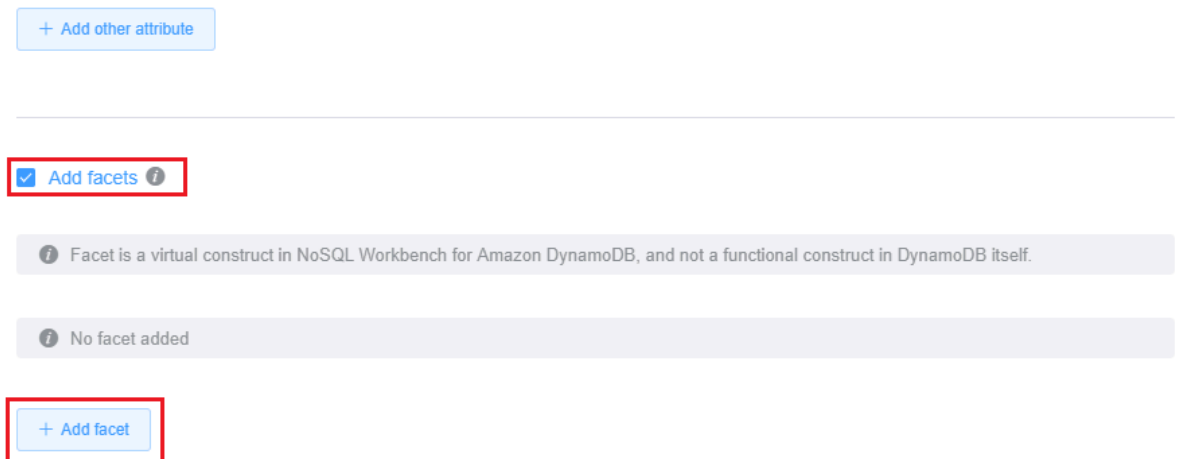 + Add other attribute
Add facets
Facet is a virtual construct in NoSQL Workbench for Amazon DynamoDB, and not a functional construct in DynamoDB itself.
No facet added
+ Add facet